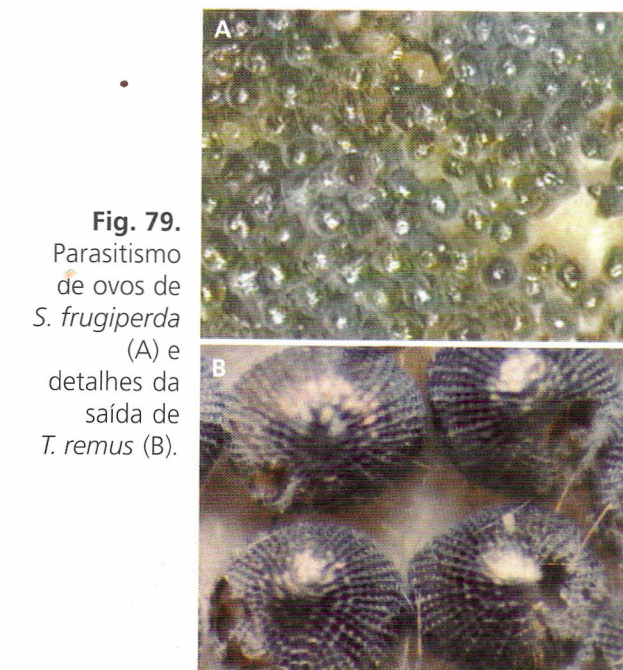 A
Fig. 79.
Parasitismo
de ovos de
S. frugiperda
(A) e
detalhes da
saída de
T. remus (B).
B